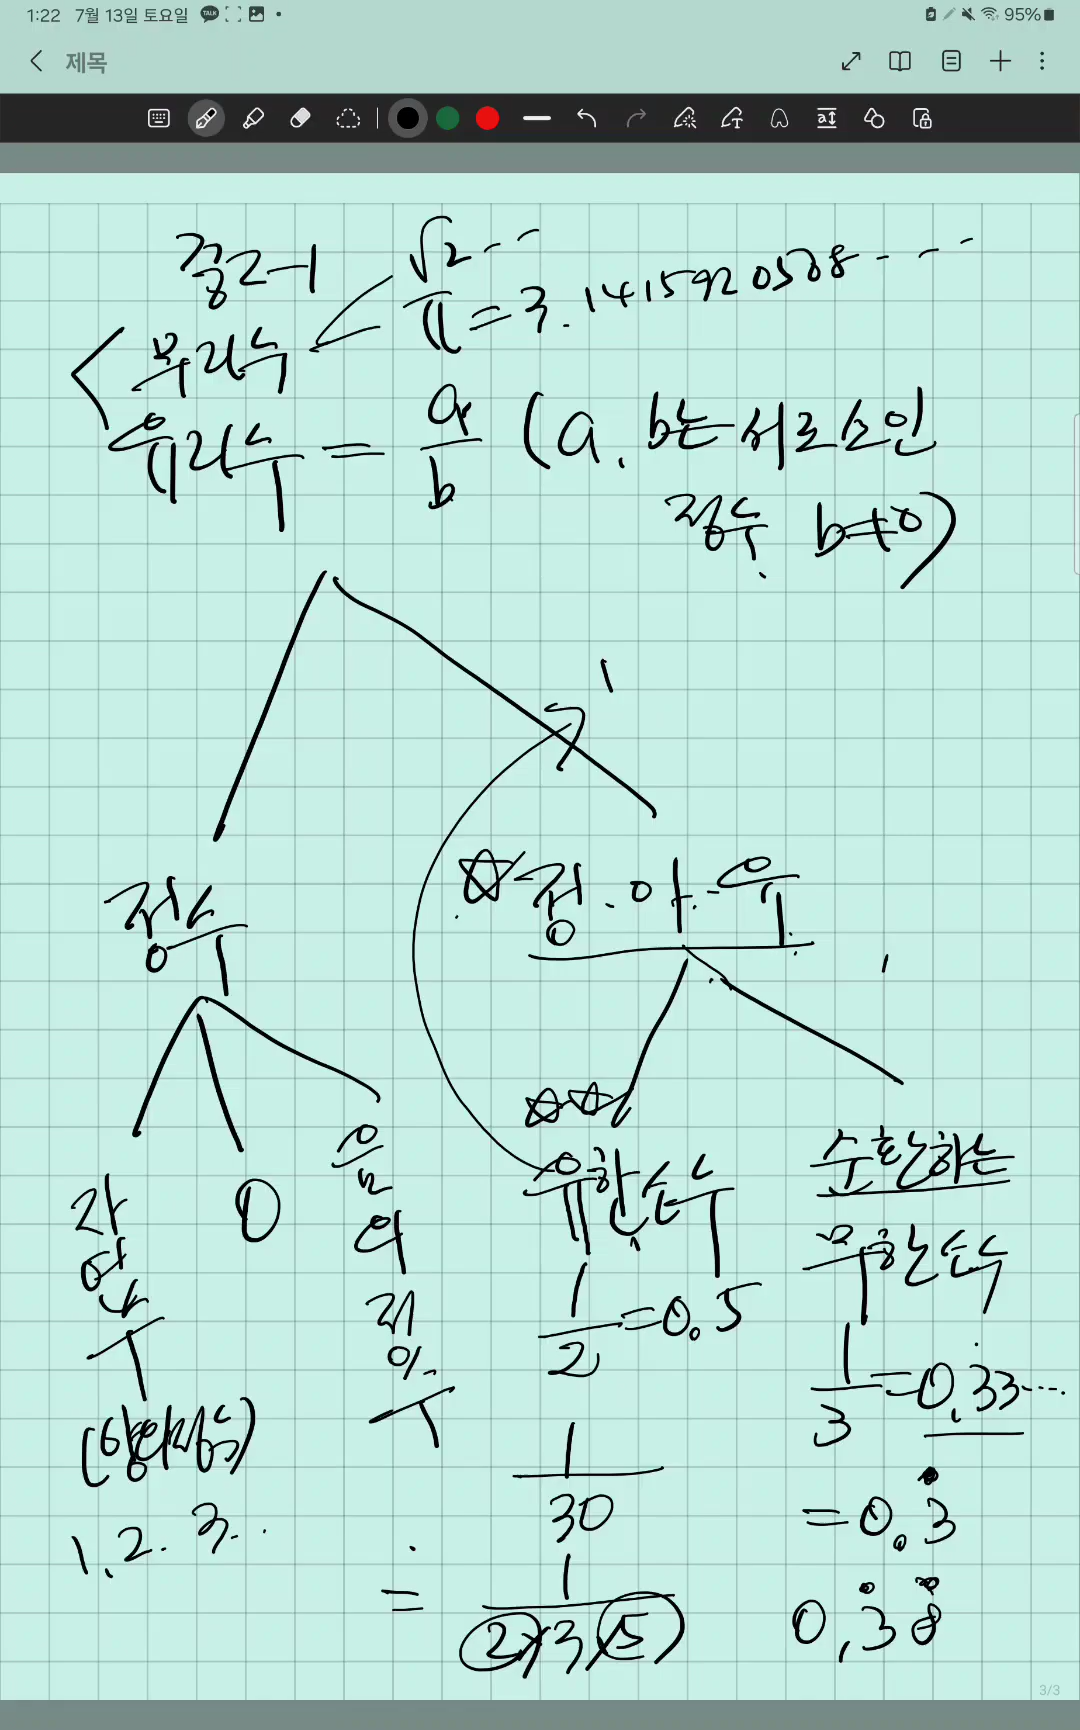 1:22 7월 13일 토요일 TALK 95%
제목
중2-1
√2
π = 3.14159205
무리수
유리수 = a/b (a, b는 서로소인
정수 b≠0)
정수
정.아.유
유한소수
순환하는
무한소수
자연수
0
음의 정수
(양의 정수)
1, 2, 3..
1/2 = 0.5
1/3 = 0.33....
1/30
= 0.3̇
= 1/(2×3×5)
0.3̇8̇
3/3